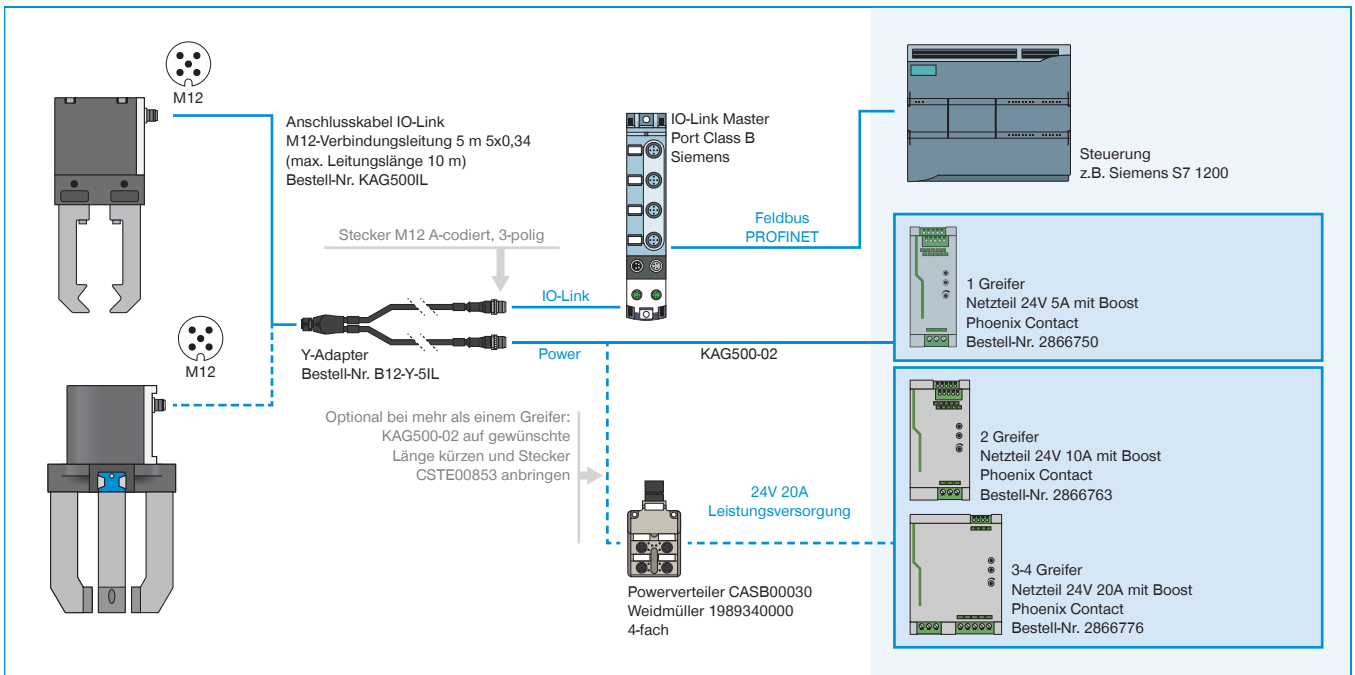 M12
Anschlusskabel IO-Link
M12-Verbindungsleitung 5 m 5x0,34
(max. Leitungslänge 10 m)
Bestell-Nr. KAG500IL
IO-Link Master
Port Class B
Siemens
Steuerung
z.B. Siemens S7 1200
Stecker M12 A-codiert, 3-polig
Feldbus
PROFINET
IO-Link
1 Greifer
Netzteil 24V 5A mit Boost
Phoenix Contact
Bestell-Nr. 2866750
M12
Y-Adapter
Bestell-Nr. B12-Y-5IL
Power
KAG500-02
Optional bei mehr als einem Greifer:
KAG500-02 auf gewünschte
Länge kürzen und Stecker
CSTE00853 anbringen
2 Greifer
Netzteil 24V 10A mit Boost
Phoenix Contact
Bestell-Nr. 2866763
24V 20A
Leistungsversorgung
3-4 Greifer
Netzteil 24V 20A mit Boost
Phoenix Contact
Bestell-Nr. 2866776
Powerverteiler CASB00030
Weidmüller 1989340000
4-fach